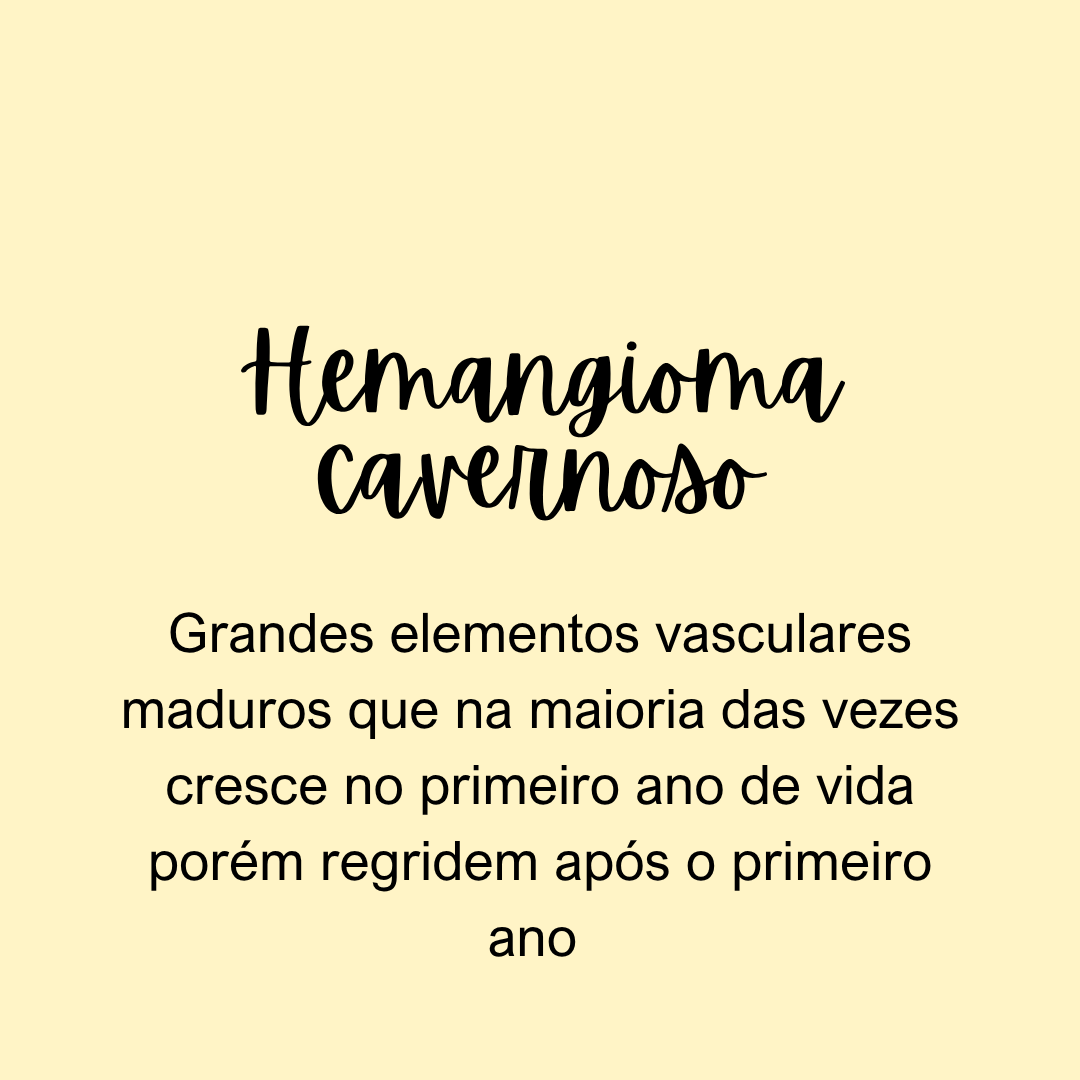 Hemangioma
cavernoso
Grandes elementos vasculares
maduros que na maioria das vezes
cresce no primeiro ano de vida
porém regridem após o primeiro
ano